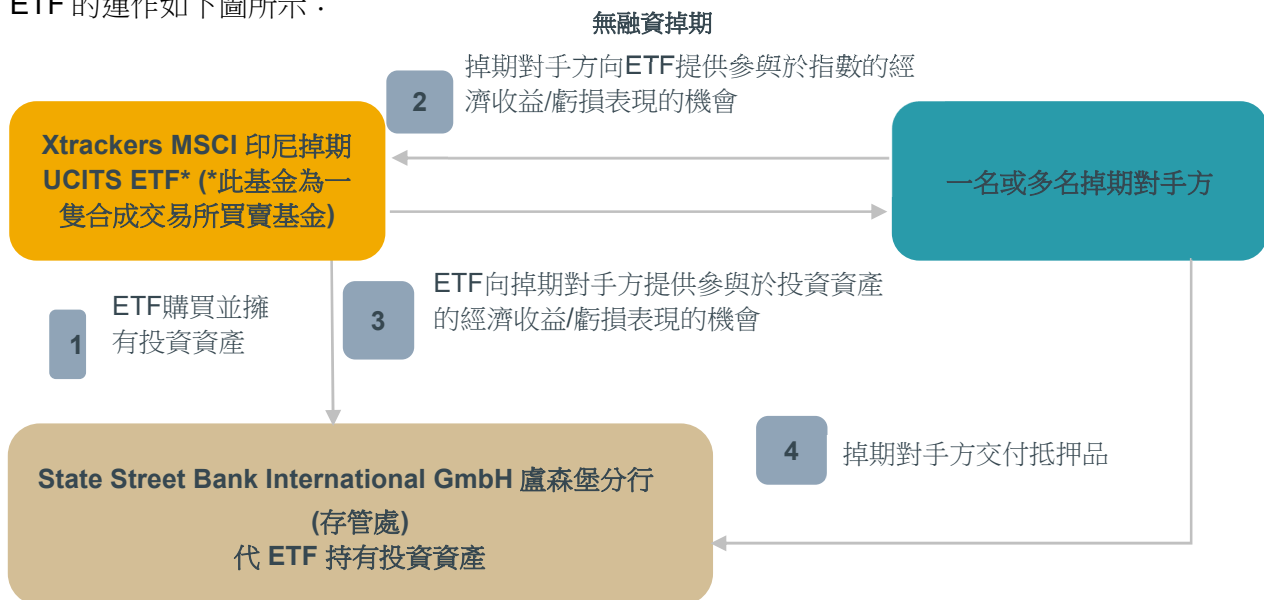 ETF 的運作如下圖所示：
無融資掉期
2
掉期對手方向ETF提供參與於指數的經
濟收益/虧損表現的機會
Xtrackers MSCI 印尼掉期
UCITS ETF* (*此基金為一
隻合成交易所買賣基金)
一名或多名掉期對手方
1
ETF購買並擁
有投資資產
3
ETF向掉期對手方提供參與於投資資產
的經濟收益/虧損表現的機會
4
掉期對手方交付抵押品
State Street Bank International GmbH 盧森堡分行
(存管處)
代 ETF 持有投資資產